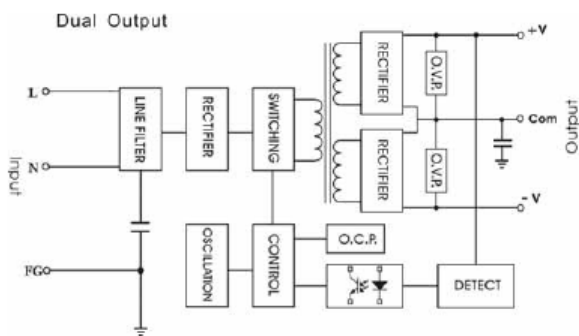 Dual Output
L
N
FG
Input
LINE FILTER
RECTIFIER
SWITCHING
RECTIFIER
RECTIFIER
O.V.P.
O.V.P.
+V
Com
-V
Output
OSCILLATION
CONTROL
O.C.P.
DETECT